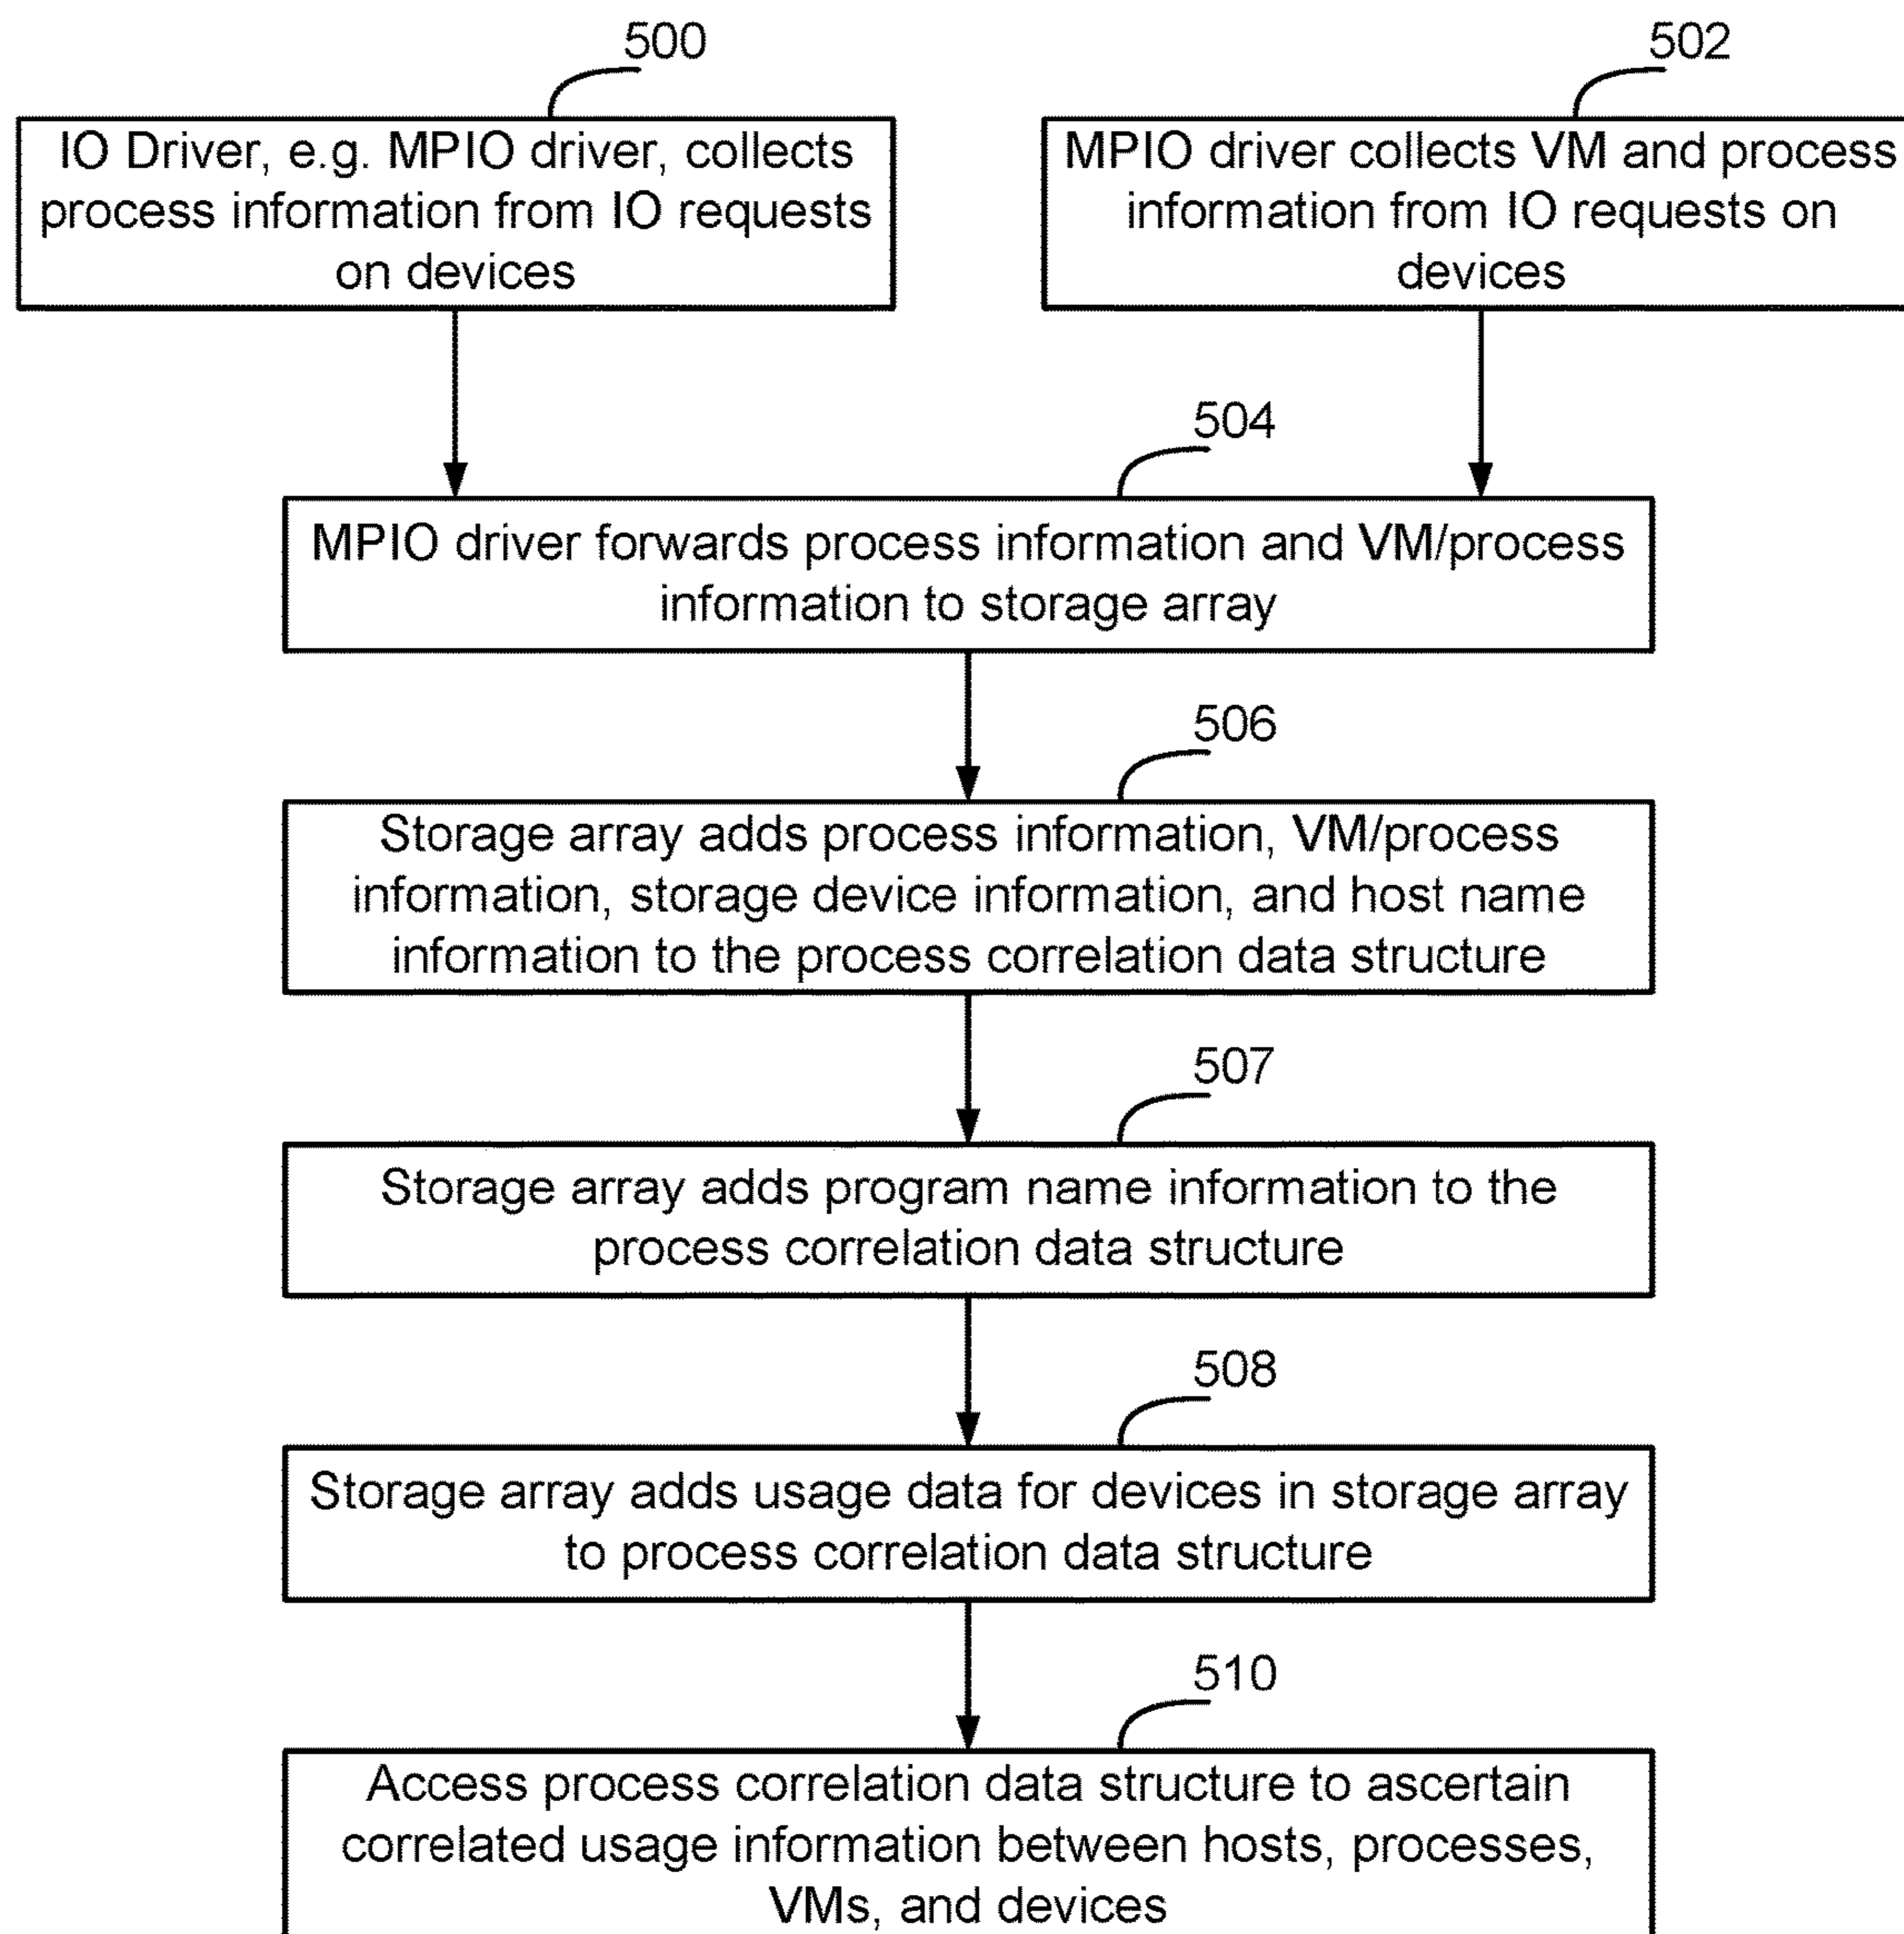 500
IO Driver, e.g. MPIO driver, collects
process information from IO requests
on devices
502
MPIO driver collects VM and process
information from IO requests on
devices
504
MPIO driver forwards process information and VM/process
information to storage array
506
Storage array adds process information, VM/process
information, storage device information, and host name
information to the process correlation data structure
507
Storage array adds program name information to the
process correlation data structure
508
Storage array adds usage data for devices in storage array
to process correlation data structure
510
Access process correlation data structure to ascertain
correlated usage information between hosts, processes,
VMs, and devices